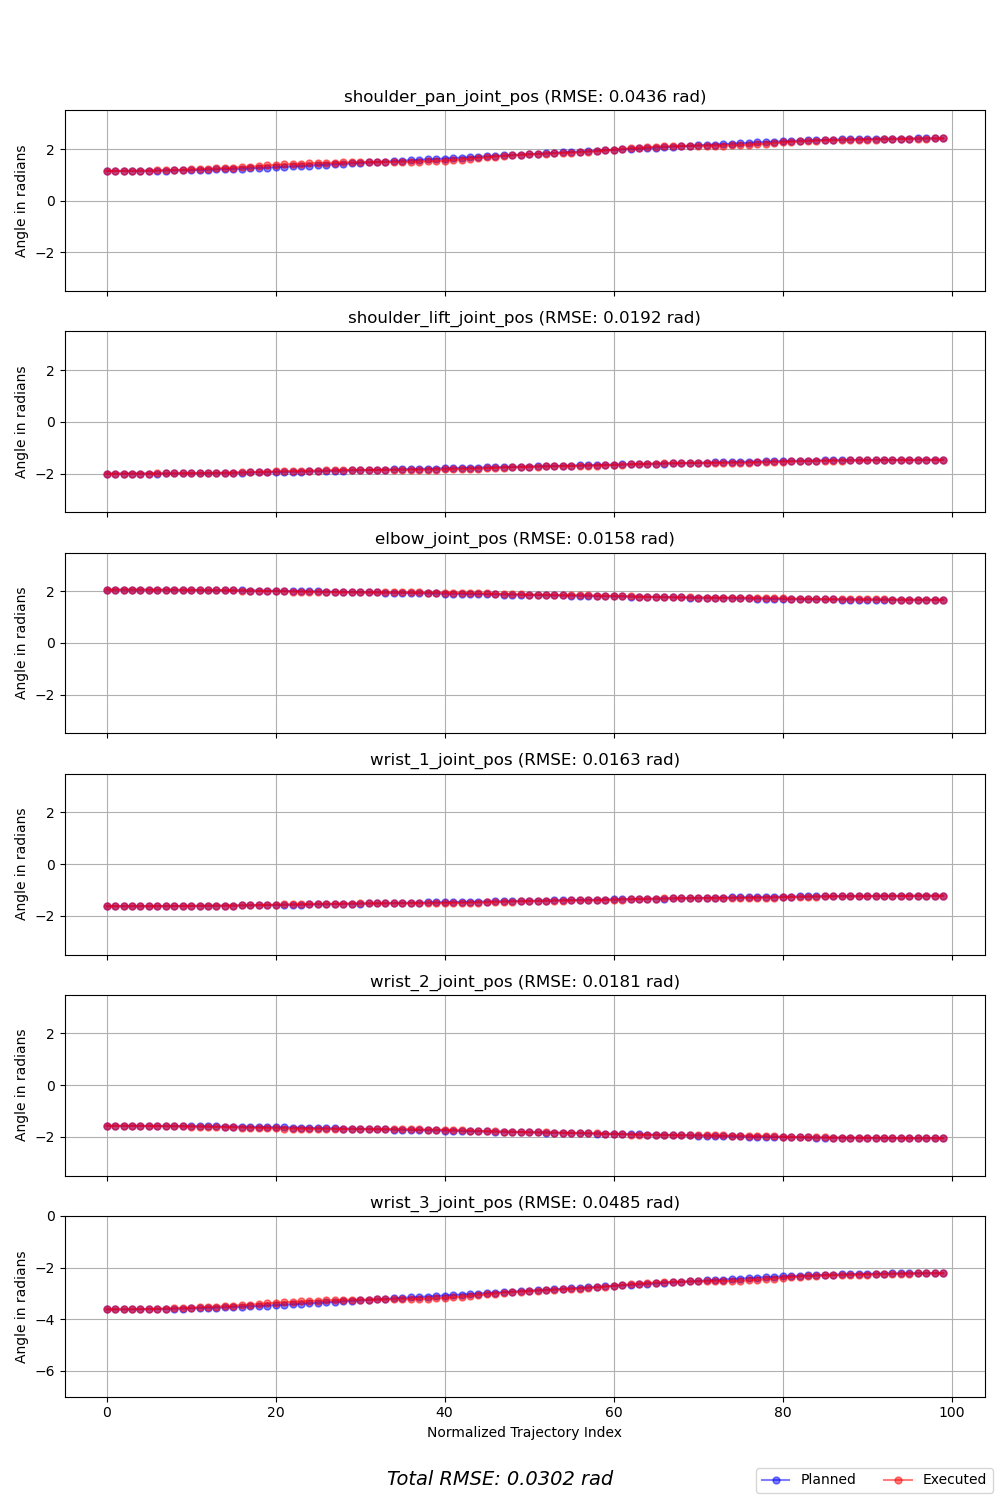 shoulder_pan_joint_pos (RMSE: 0.0436 rad)
Angle in radians
2
0
−2
shoulder_lift_joint_pos (RMSE: 0.0192 rad)
Angle in radians
2
0
−2
elbow_joint_pos (RMSE: 0.0158 rad)
Angle in radians
2
0
−2
wrist_1_joint_pos (RMSE: 0.0163 rad)
Angle in radians
2
0
−2
wrist_2_joint_pos (RMSE: 0.0181 rad)
Angle in radians
2
0
−2
wrist_3_joint_pos (RMSE: 0.0485 rad)
Angle in radians
0
−2
−4
−6
0 20 40 60 80 100
Normalized Trajectory Index
Total RMSE: 0.0302 rad
Planned Executed